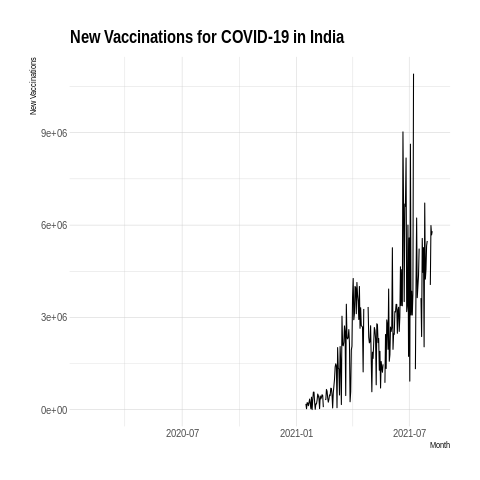 New Vaccinations for COVID-19 in India
New Vaccinations
9e+06
6e+06
3e+06
0e+00
2020-07 2021-01 2021-07
Month